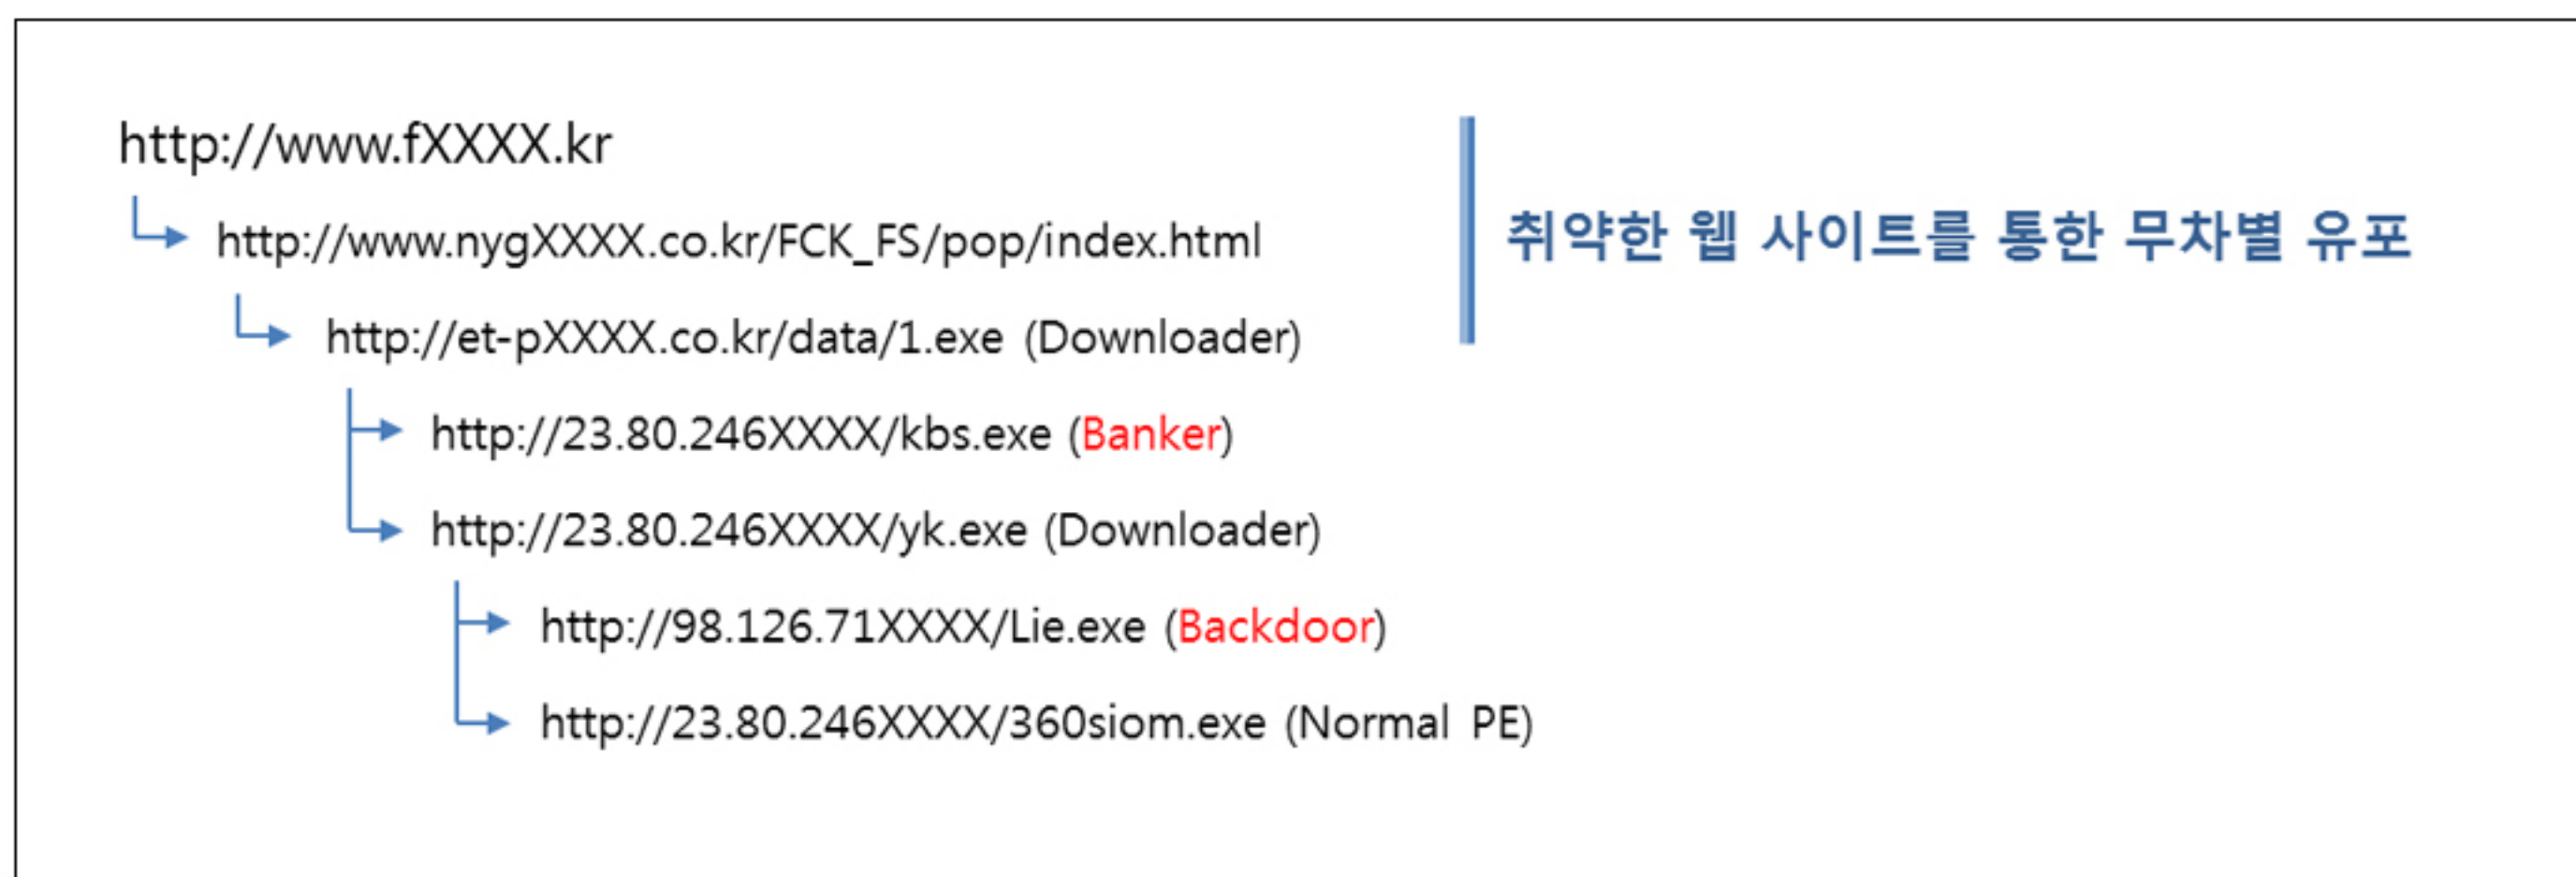 http://www.fXXXX.kr
http://www.nygXXXX.co.kr/FCK_FS/pop/index.html
취약한 웹 사이트를 통한 무차별 유포
http://et-pXXXX.co.kr/data/1.exe (Downloader)
http://23.80.246XXXX/kbs.exe (Banker)
http://23.80.246XXXX/yk.exe (Downloader)
http://98.126.71XXXX/Lie.exe (Backdoor)
http://23.80.246XXXX/360siom.exe (Normal PE)